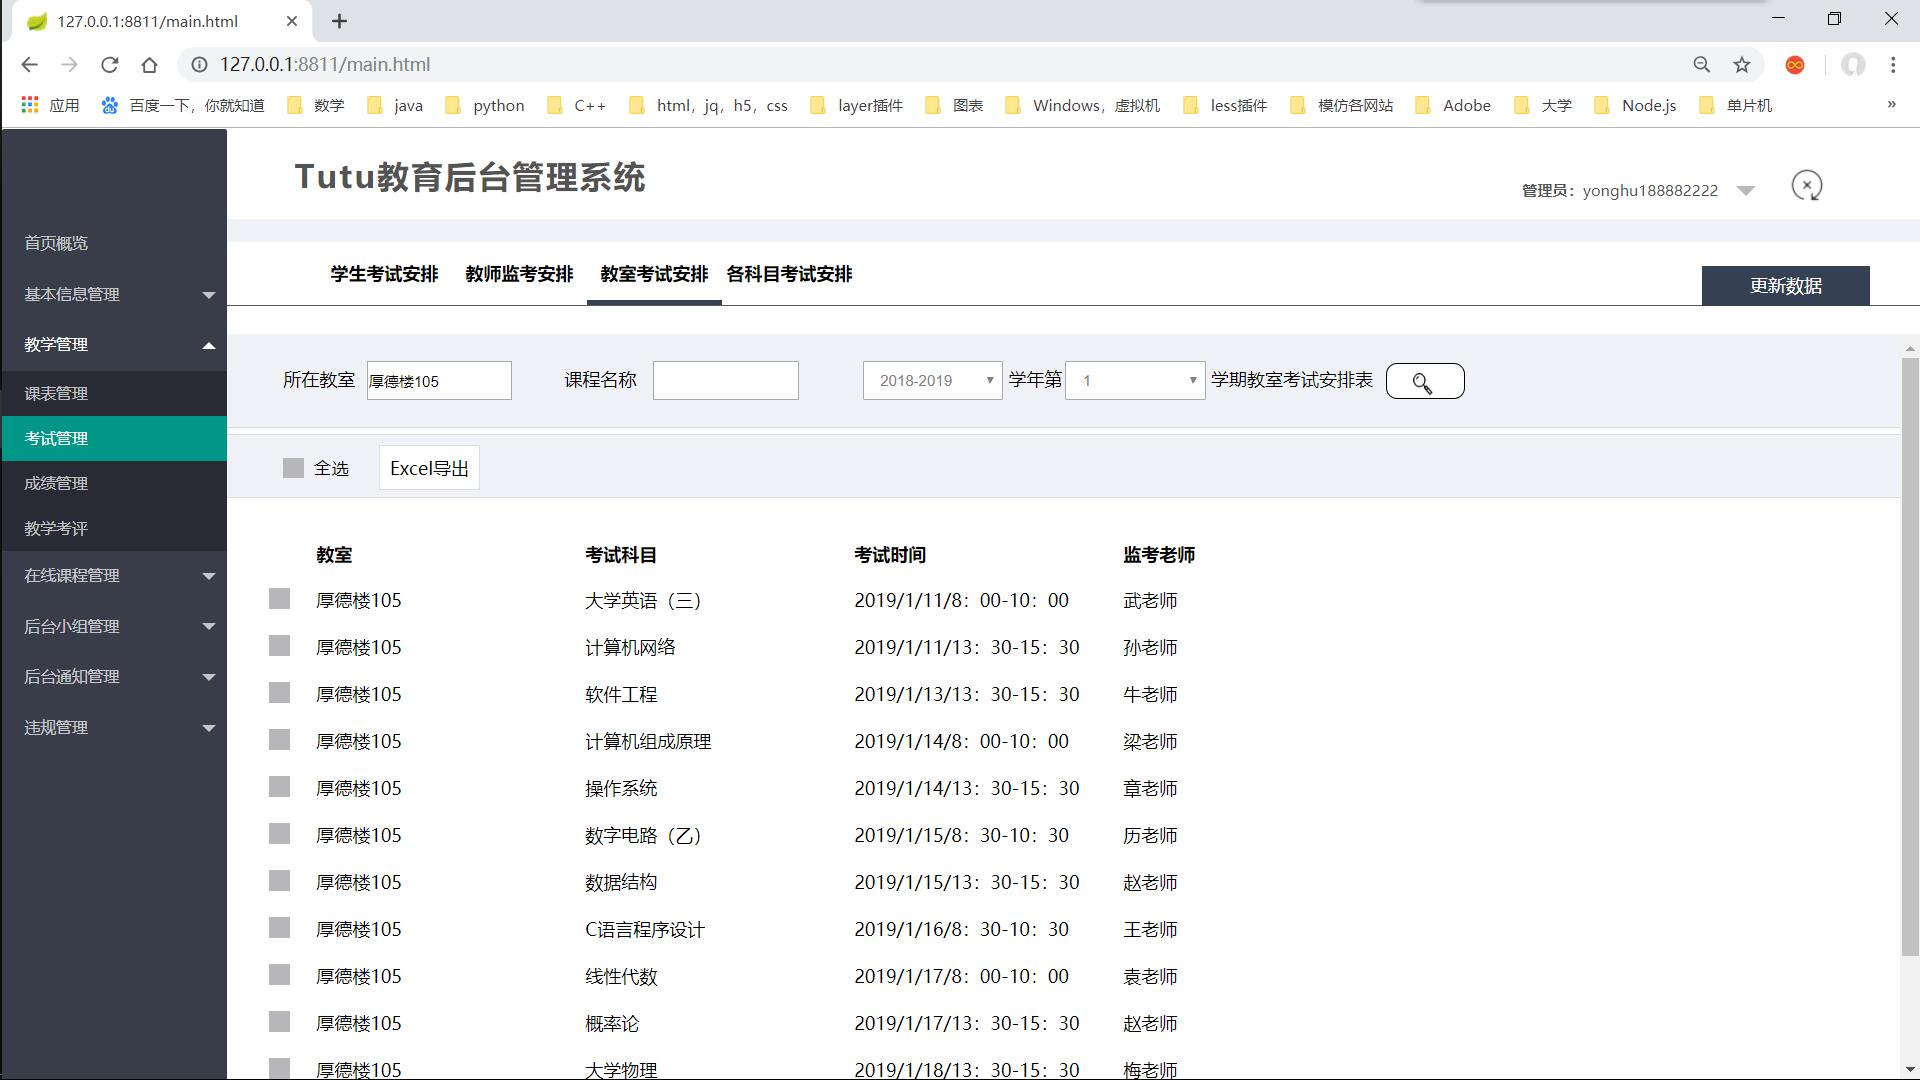 127.0.0.1:8811/main.html
127.0.0.1:8811/main.html
应用 百度一下，你就知道 数学 java python C++ html，jq，h5，css layer插件 图表 Windows，虚拟机 less插件 模仿各网站 Adobe 大学 Node.js 单片机 »
Tutu教育后台管理系统
管理员：yonghu188882222
首页概览
基本信息管理
教学管理
课表管理
考试管理
成绩管理
教学考评
在线课程管理
后台小组管理
后台通知管理
违规管理
学生考试安排 教师监考安排 教室考试安排 各科目考试安排
更新数据
所在教室 厚德楼105 课程名称 2018-2019 学年第 1 学期教室考试安排表
全选 Excel导出
教室 考试科目 考试时间 监考老师
厚德楼105 大学英语（三） 2019/1/11/8：00-10：00 武老师
厚德楼105 计算机网络 2019/1/11/13：30-15：30 孙老师
厚德楼105 软件工程 2019/1/13/13：30-15：30 牛老师
厚德楼105 计算机组成原理 2019/1/14/8：00-10：00 梁老师
厚德楼105 操作系统 2019/1/14/13：30-15：30 章老师
厚德楼105 数字电路（乙） 2019/1/15/8：30-10：30 历老师
厚德楼105 数据结构 2019/1/15/13：30-15：30 赵老师
厚德楼105 C语言程序设计 2019/1/16/8：30-10：30 王老师
厚德楼105 线性代数 2019/1/17/8：00-10：00 袁老师
厚德楼105 概率论 2019/1/17/13：30-15：30 赵老师
厚德楼105 大学物理 2019/1/18/13：30-15：30 梅老师